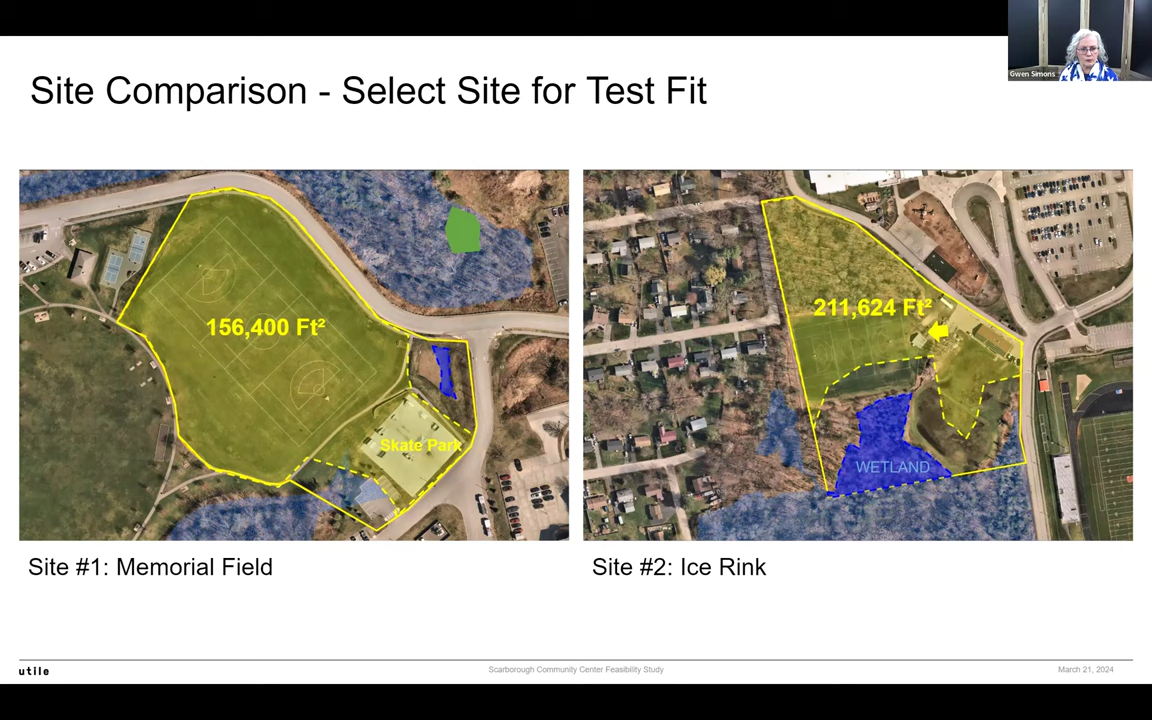 Gwen Simons
Site Comparison - Select Site for Test Fit
156,400 Ft²
Skate Park
211,624 Ft²
WETLAND
Site #1: Memorial Field
Site #2: Ice Rink
utile
Scarborough Community Center Feasibility Study
March 21, 2024